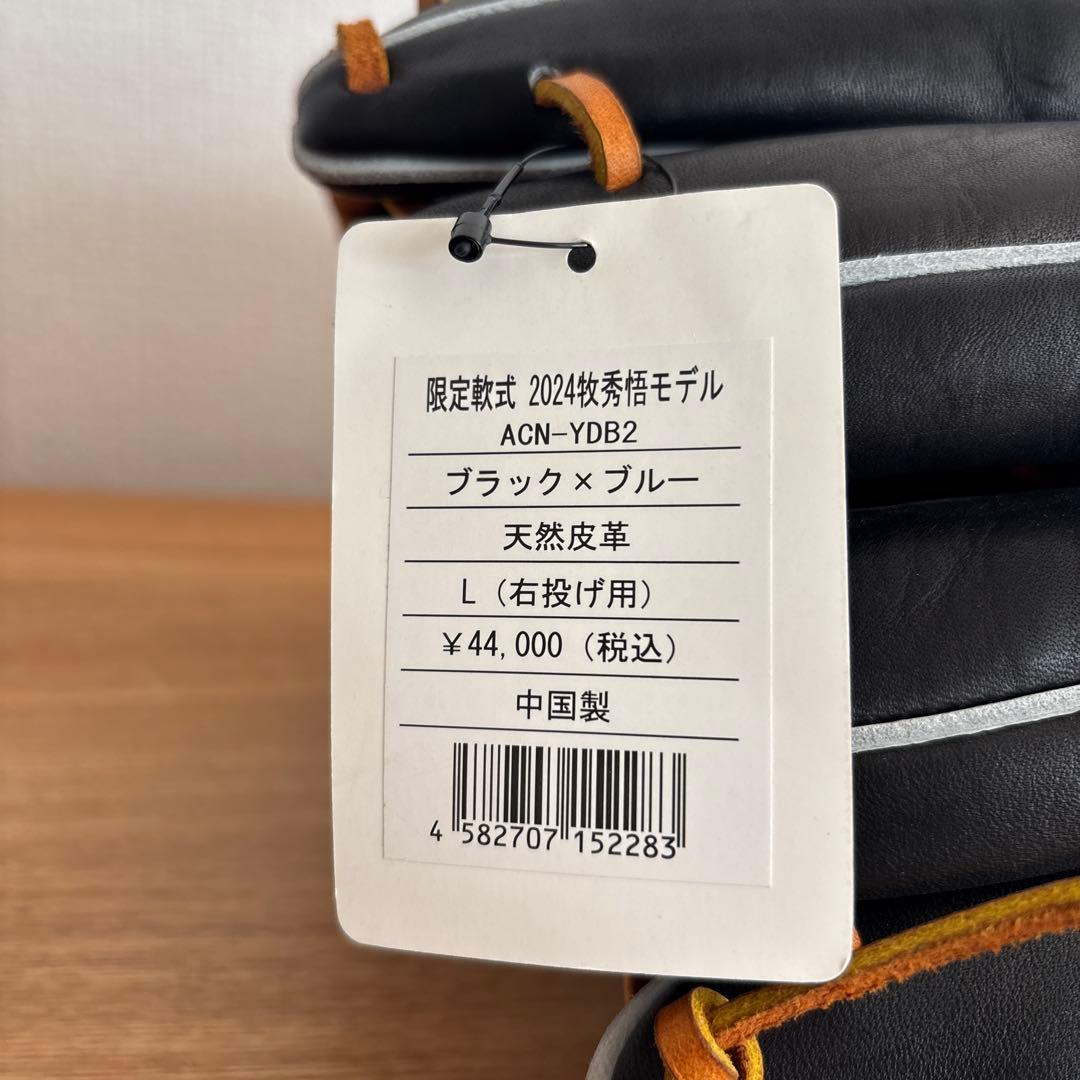 限定軟式 2024牧秀悟モデル
ACN-YDB2
ブラック×ブルー
天然皮革
L（右投げ用）
￥44,000（税込）
中国製
4 582707 152283